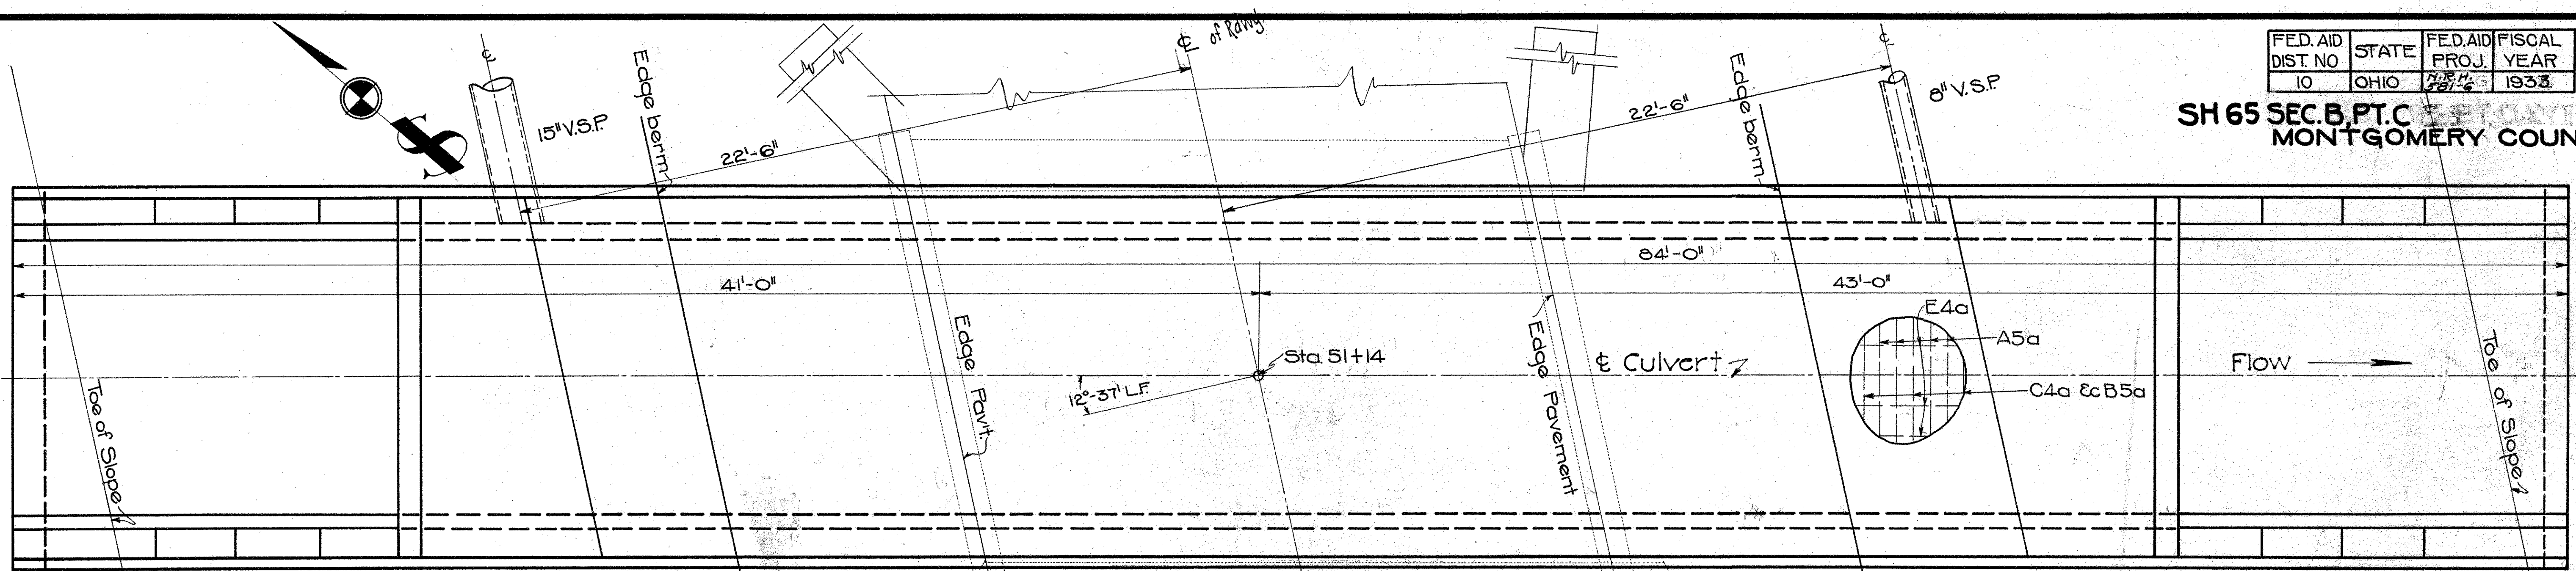 FED. AID DIST. NO
STATE
FED. AID PROJ.
FISCAL YEAR
10
OHIO
N.R.H. 581-G
1933
SH 65 SEC. B, PT. C
MONTGOMERY COUN
℄ of Rdwy.
℄
15" V.S.P.
Edge berm
22'-6"
22'-6"
Edge berm
℄
8" V.S.P.
84'-0"
41'-0"
43'-0"
Toe of Slope
Edge Pav't.
12°-37' L.F.
Sta. 51+14
Edge Pavement
℄ Culvert
E4a
A5a
C4a & B5a
Flow
Toe of Slope